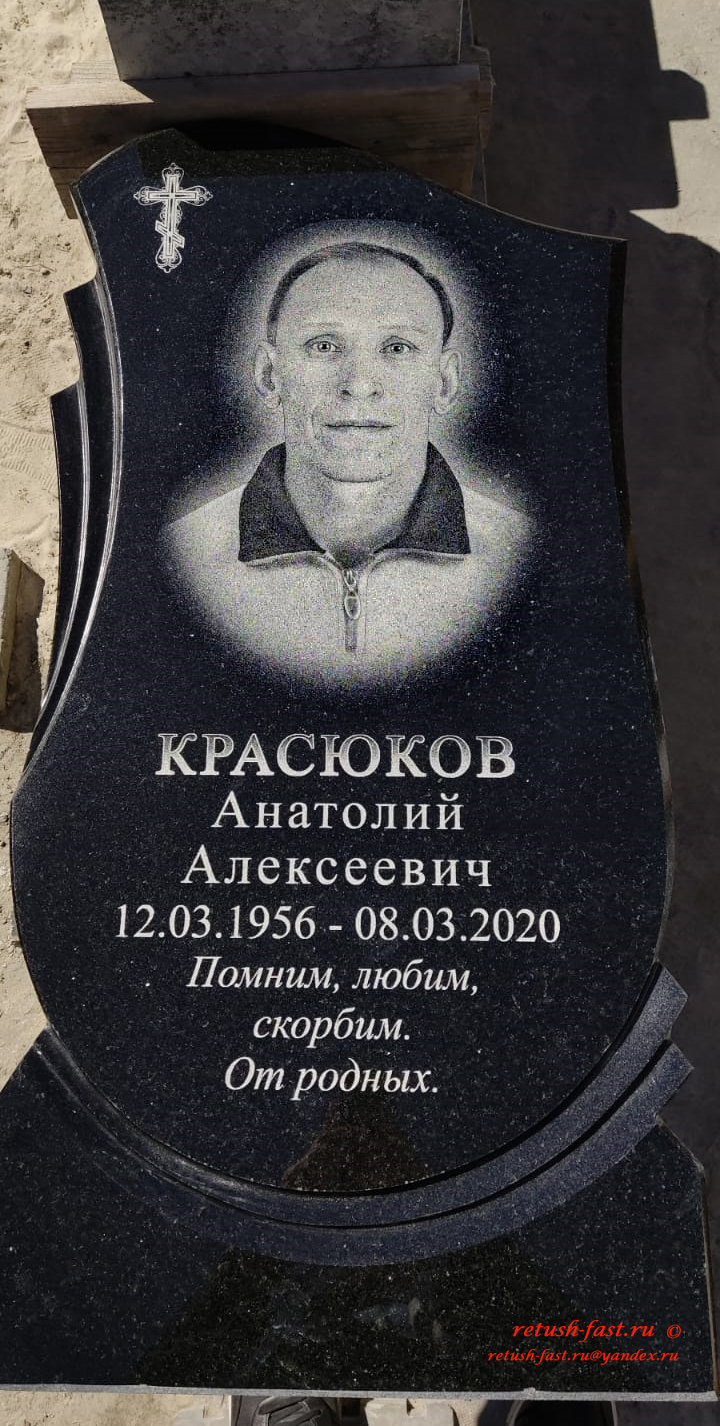 КРАСЮКОВ
Анатолий
Алексеевич
12.03.1956 - 08.03.2020
Помним, любим,
скорбим.
От родных.
retush-fast.ru ©
retush-fast.ru@yandex.ru